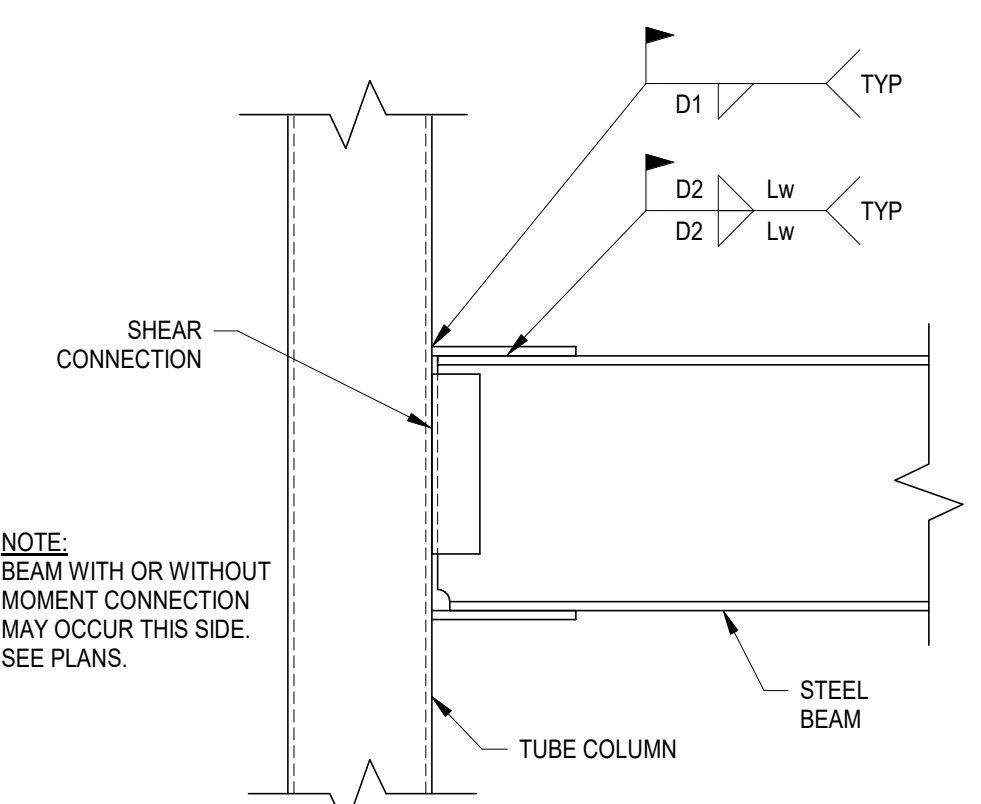 TYP
D1
D2 Lw
TYP
D2 Lw
SHEAR
CONNECTION
NOTE:
BEAM WITH OR WITHOUT
MOMENT CONNECTION
MAY OCCUR THIS SIDE.
SEE PLANS.
STEEL
BEAM
TUBE COLUMN